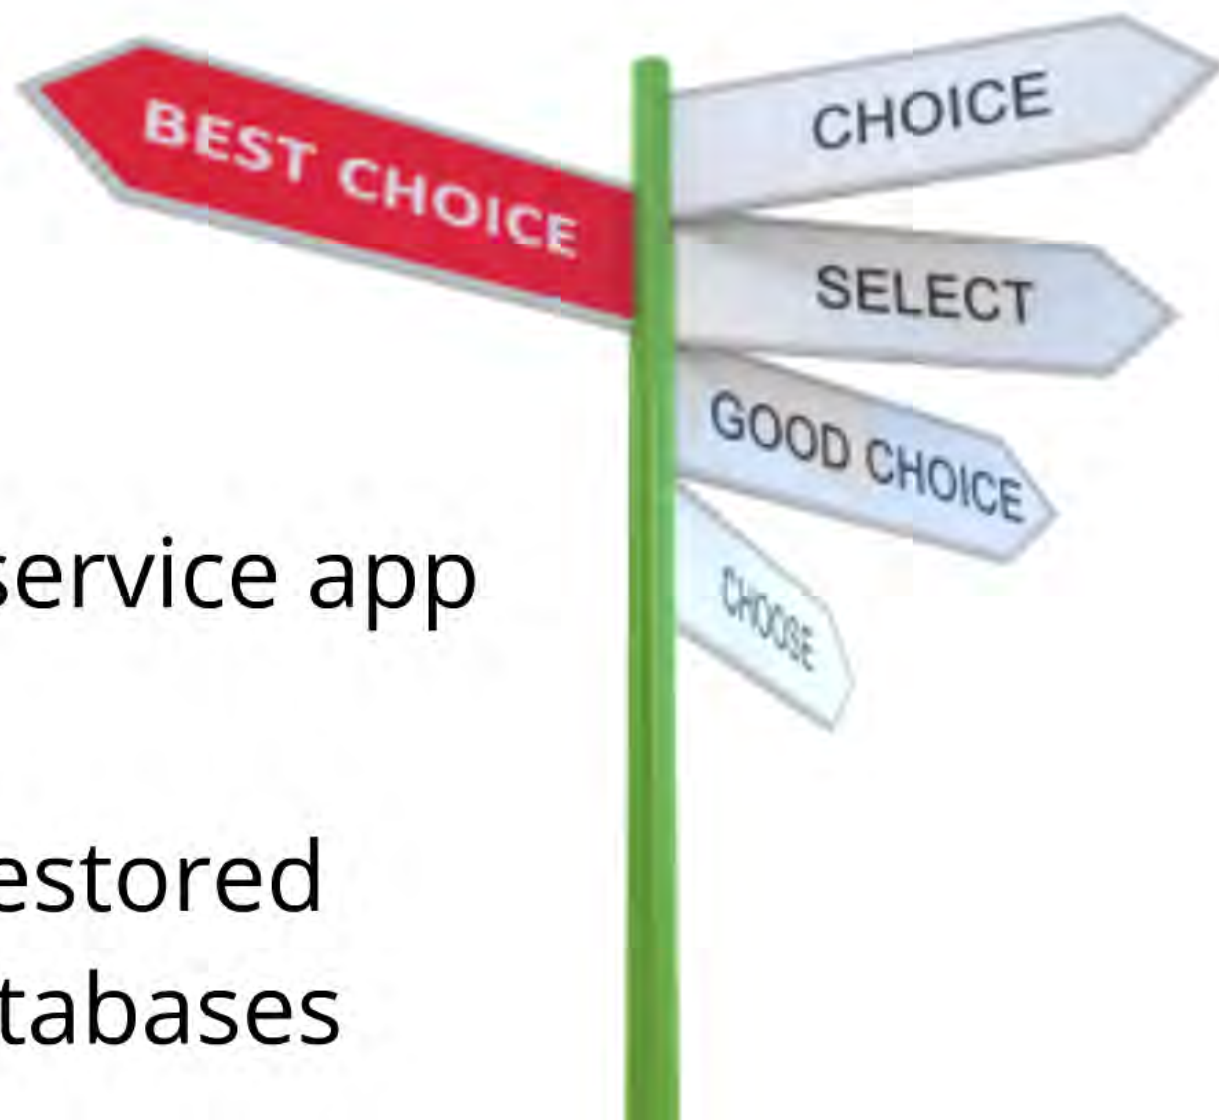 BEST CHOICE
CHOICE
SELECT
GOOD CHOICE
CHOOSE
service app
estored
tabases